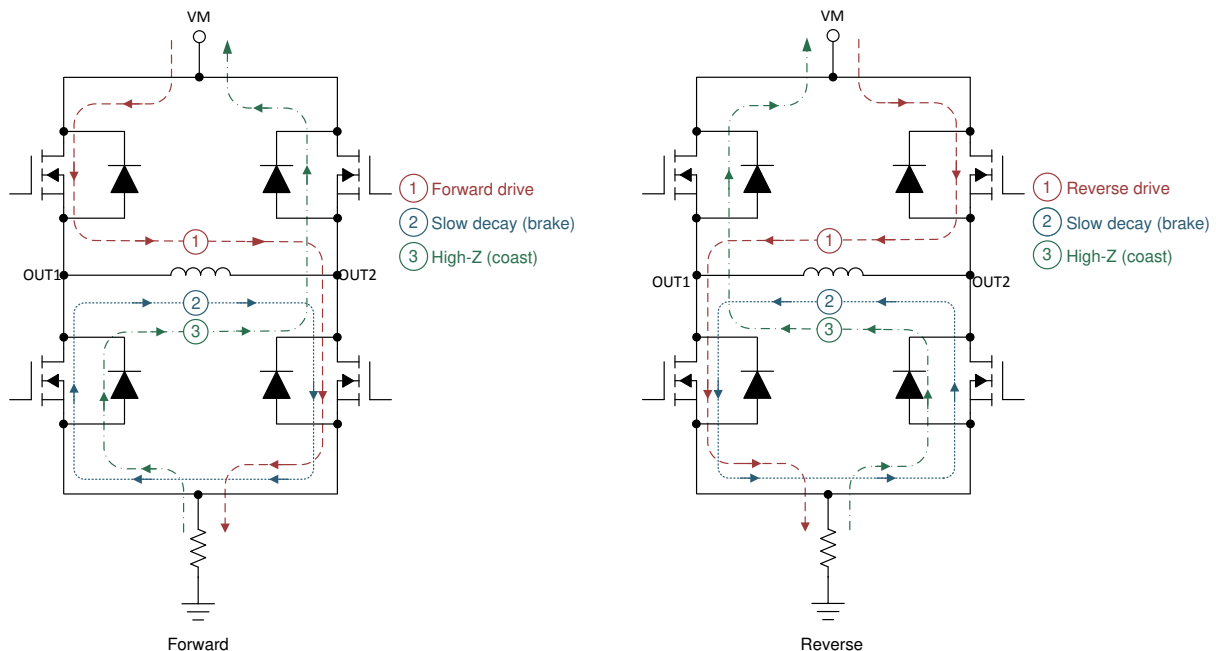 VM
1 Forward drive
2 Slow decay (brake)
3 High-Z (coast)
1
OUT1
OUT2
2
3
Forward
VM
1 Reverse drive
2 Slow decay (brake)
3 High-Z (coast)
1
OUT1
OUT2
2
3
Reverse